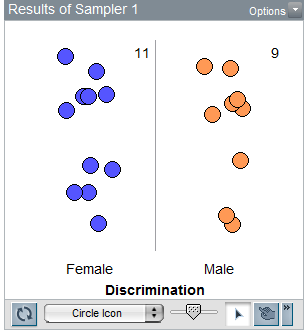 Results of Sampler 1
Options
11
9
Female
Male
Discrimination
Circle Icon
»